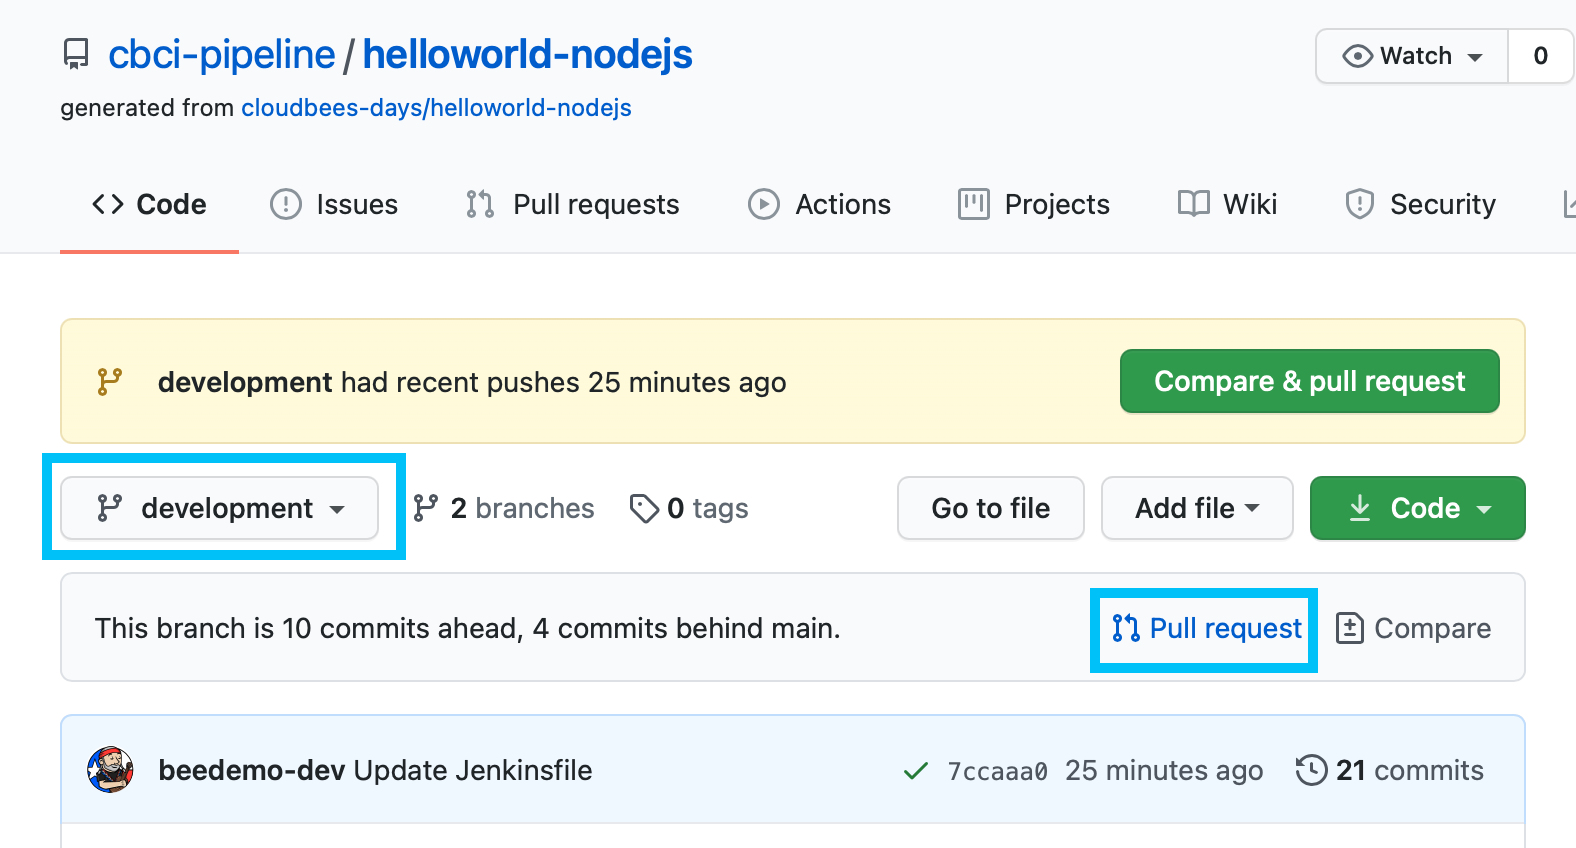 cbci-pipeline / helloworld-nodejs
Watch 0
generated from cloudbees-days/helloworld-nodejs
Code Issues Pull requests Actions Projects Wiki Security
development had recent pushes 25 minutes ago Compare & pull request
development 2 branches 0 tags Go to file Add file Code
This branch is 10 commits ahead, 4 commits behind main. Pull request Compare
beedemo-dev Update Jenkinsfile 7ccaaa0 25 minutes ago 21 commits